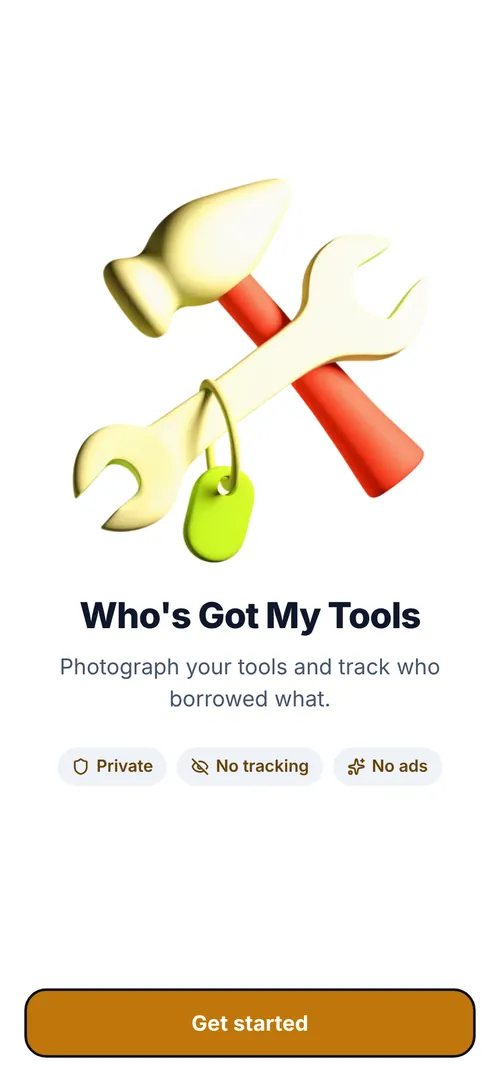 Who's Got My Tools
Photograph your tools and track who
borrowed what.
Private
No tracking
No ads
Get started